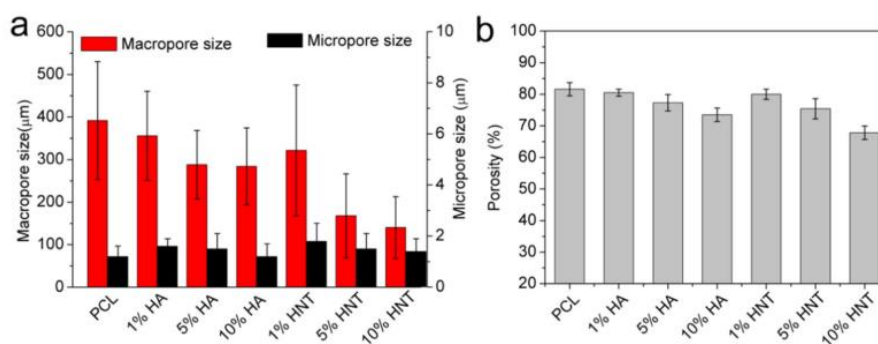 a
Macropore size
Micropore size
Macropore size(μm)
600
500
400
300
200
100
0
10
8
6
4
2
0
Micropore size (μm)
PCL
1% HA
5% HA
10% HA
1% HNT
5% HNT
10% HNT
b
Porosity (%)
100
90
80
70
60
50
40
30
20
PCL
1% HA
5% HA
10% HA
1% HNT
5% HNT
10% HNT